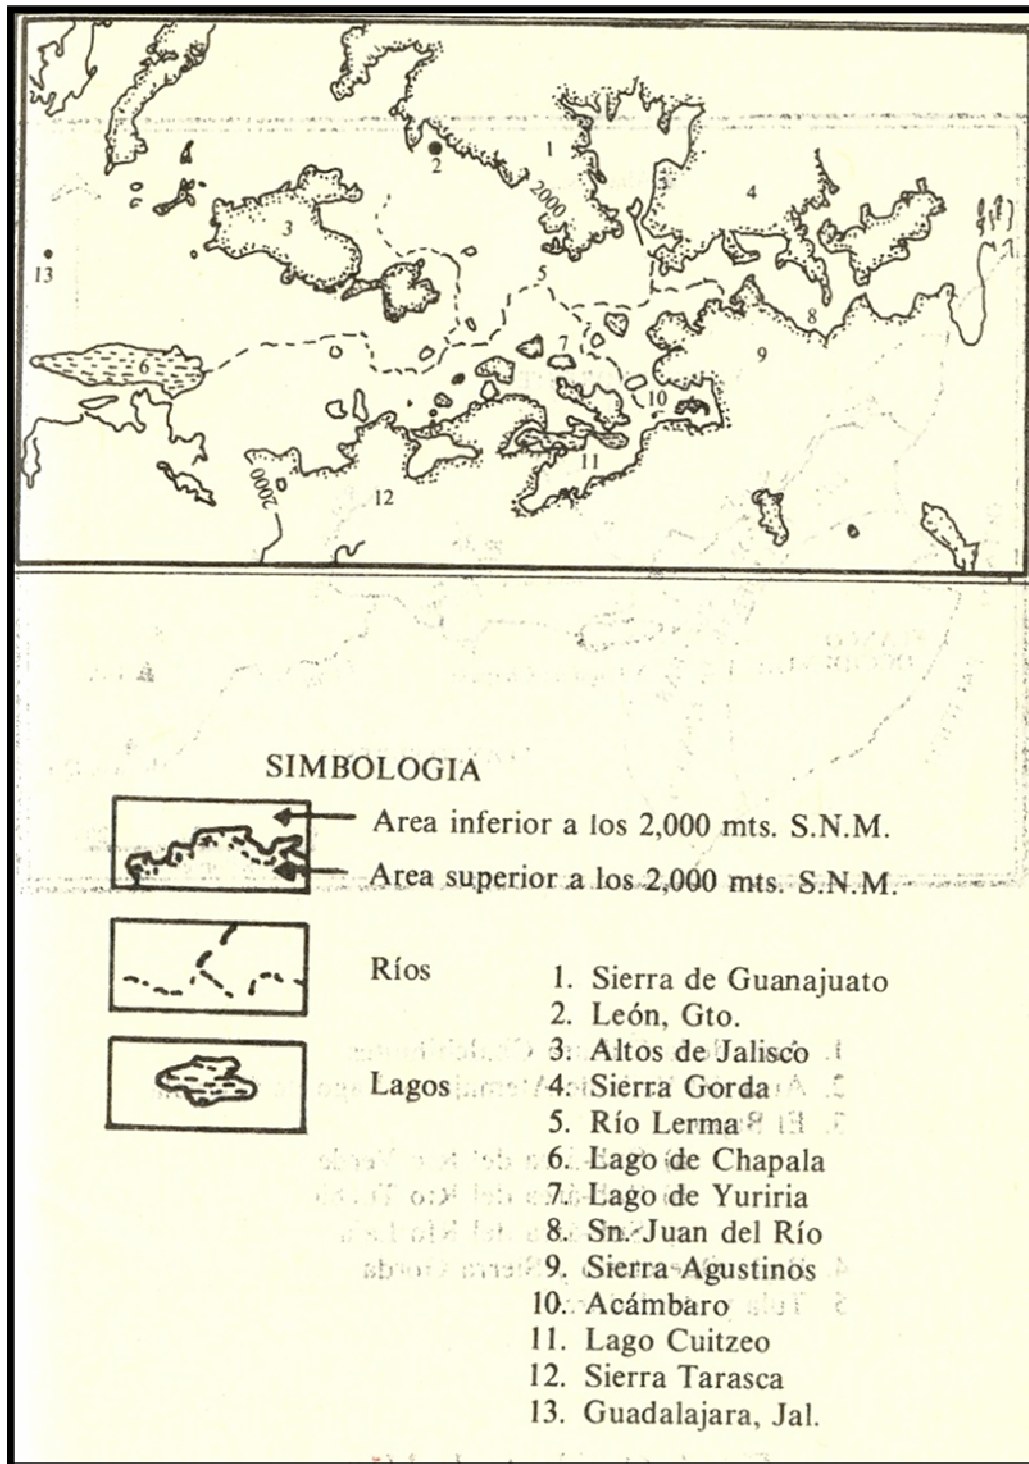 1
2
2000
4
3
5
13
8
7
9
6
10
11
2000
12
SIMBOLOGIA
Area inferior a los 2,000 mts. S.N.M.
Area superior a los 2,000 mts. S.N.M.
Ríos
Lagos
1. Sierra de Guanajuato
2. León, Gto.
3. Altos de Jalisco
4. Sierra Gorda
5. Río Lerma
6. Lago de Chapala
7. Lago de Yuriria
8. Sn. Juan del Río
9. Sierra Agustinos
10. Acámbaro
11. Lago Cuitzeo
12. Sierra Tarasca
13. Guadalajara, Jal.